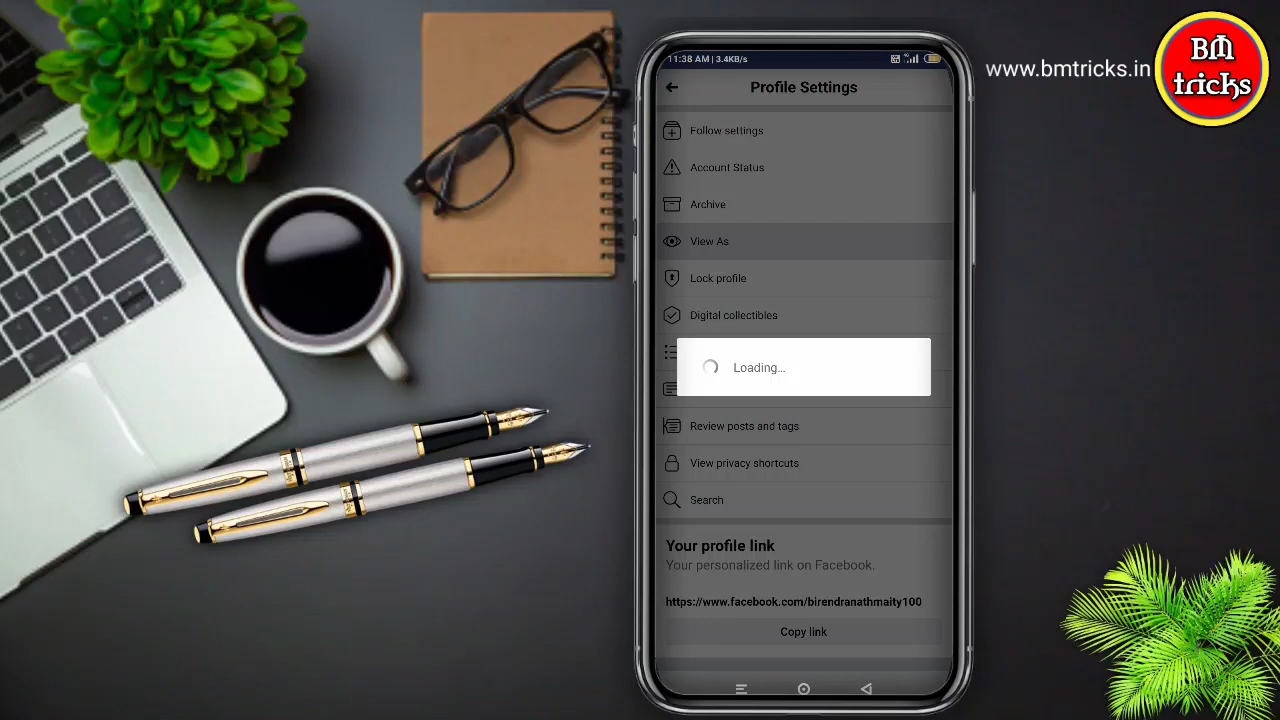 www.bmtricks.in
BM
tricks
11:38 AM | 3.4KB/s
Profile Settings
Follow settings
Account Status
Archive
View As
Lock profile
Digital collectibles
Loading...
Review posts and tags
View privacy shortcuts
Search
Your profile link
Your personalized link on Facebook.
https://www.facebook.com/birendranathmaity100
Copy link